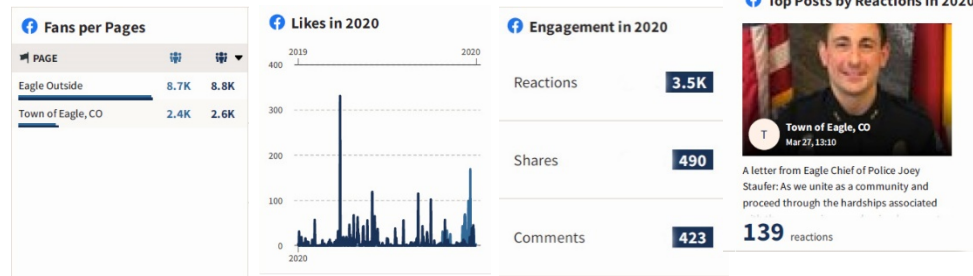 Fans per Pages
PAGE
Eagle Outside 8.7K 8.8K
Town of Eagle, CO 2.4K 2.6K
Likes in 2020
2019 2020
400
300
200
100
0
2020
Engagement in 2020
Reactions 3.5K
Shares 490
Comments 423
Top Posts by Reactions in 2020
T
Town of Eagle, CO
Mar 27, 13:10
A letter from Eagle Chief of Police Joey
Staufer: As we unite as a community and
proceed through the hardships associated
139 reactions